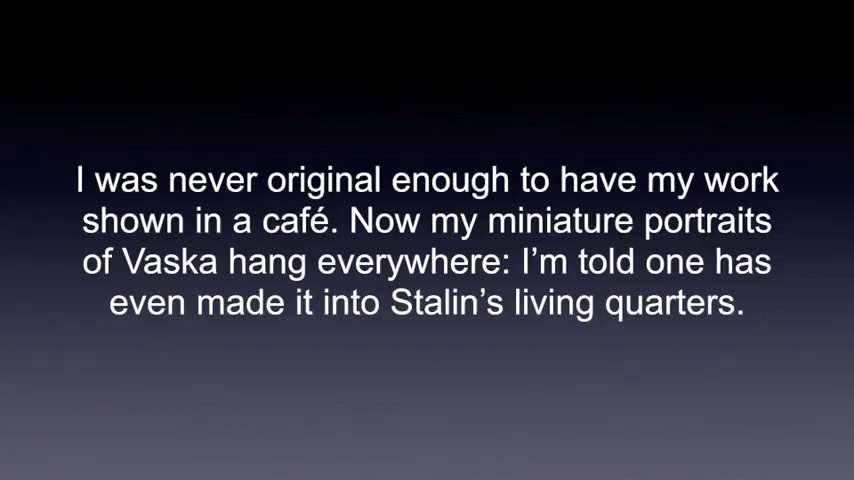 I was never original enough to have my work
shown in a café. Now my miniature portraits
of Vaska hang everywhere: I’m told one has
even made it into Stalin’s living quarters.